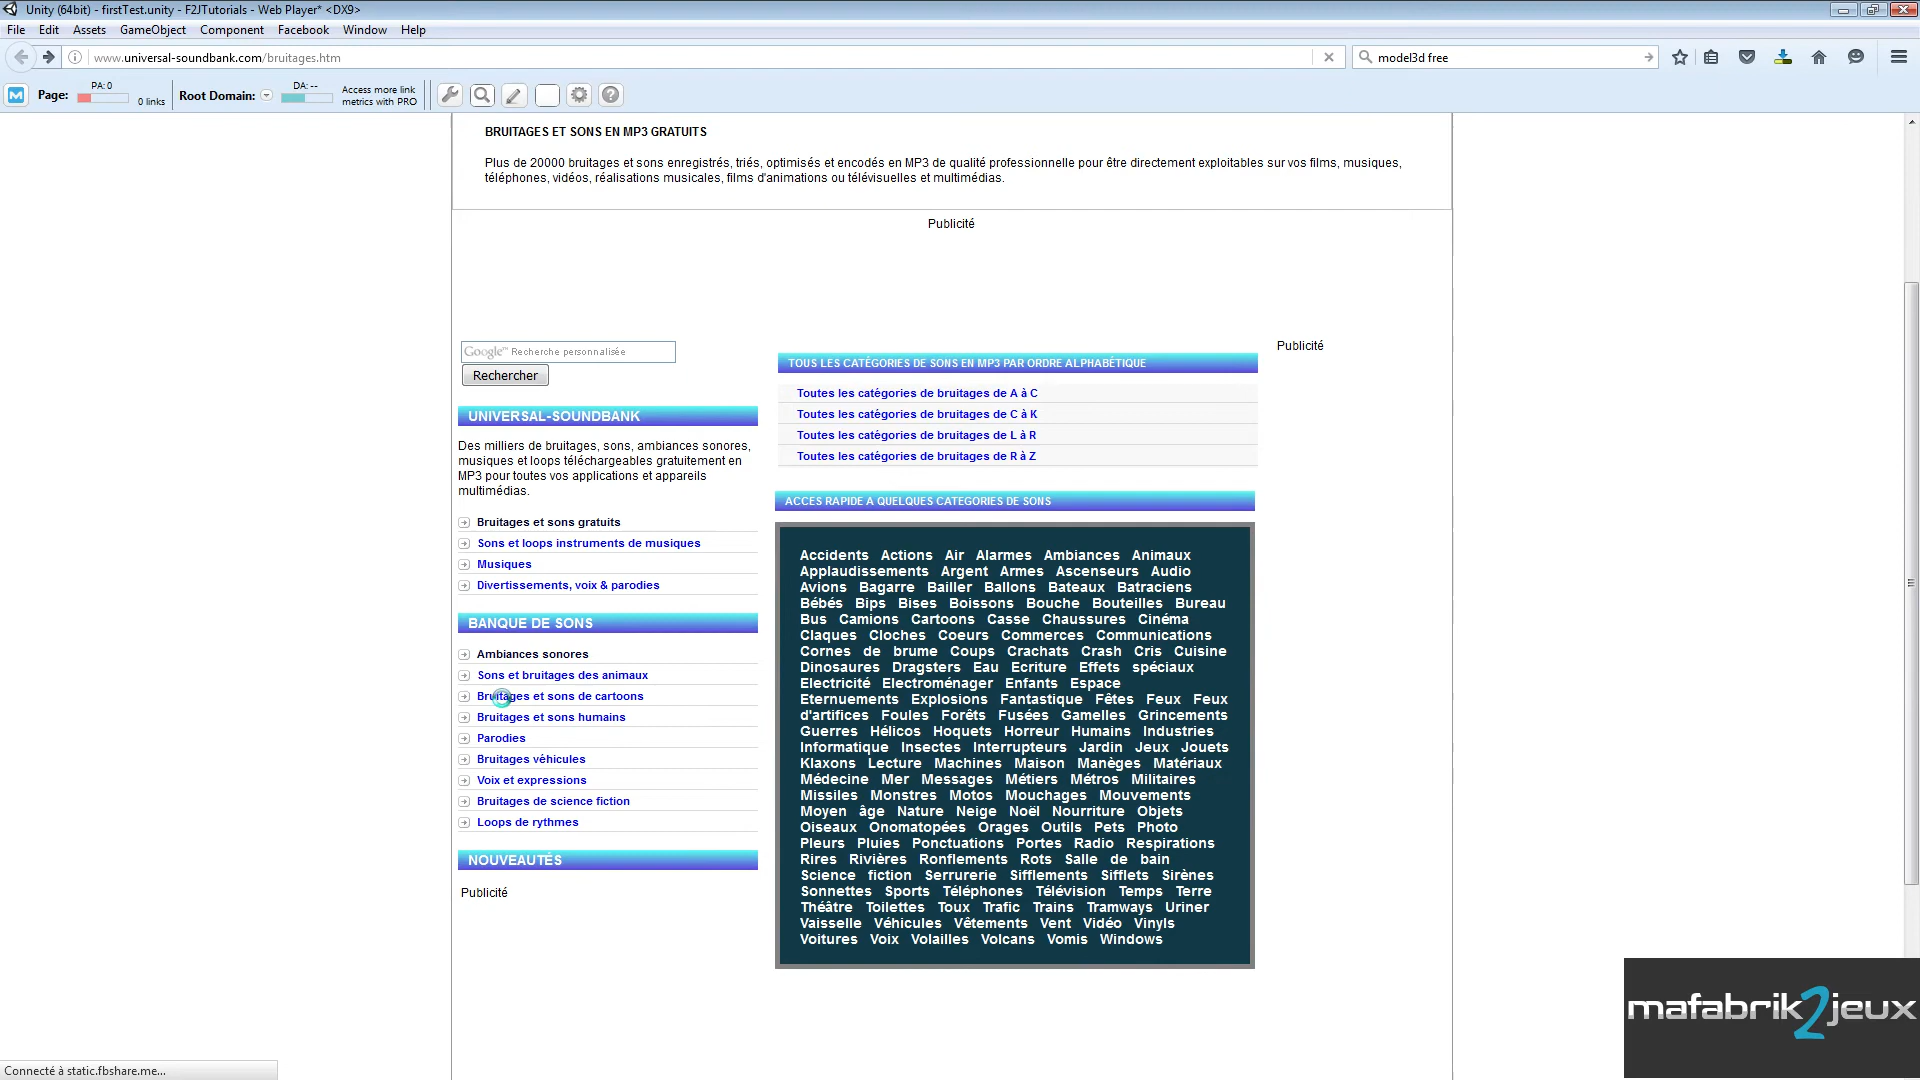 Unity (64bit) - firstTest.unity - F2JTutorials - Web Player* <DX9>
File Edit Assets GameObject Component Facebook Window Help
www.universal-soundbank.com/bruitages.htm
model3d free
Page:
PA: 0
0 links
Root Domain:
DA: --
Access more link
metrics with PRO
BRUITAGES ET SONS EN MP3 GRATUITS
Plus de 20000 bruitages et sons enregistrés, triés, optimisés et encodés en MP3 de qualité professionnelle pour être directement exploitables sur vos films, musiques,
téléphones, vidéos, réalisations musicales, films d'animations ou télévisuelles et multimédias.
Publicité
Google™ Recherche personnalisée
Rechercher
UNIVERSAL-SOUNDBANK
Des milliers de bruitages, sons, ambiances sonores,
musiques et loops téléchargeables gratuitement en
MP3 pour toutes vos applications et appareils
multimédias.
Bruitages et sons gratuits
Sons et loops instruments de musiques
Musiques
Divertissements, voix & parodies
BANQUE DE SONS
Ambiances sonores
Sons et bruitages des animaux
Bruitages et sons de cartoons
Bruitages et sons humains
Parodies
Bruitages véhicules
Voix et expressions
Bruitages de science fiction
Loops de rythmes
NOUVEAUTÉS
Publicité
TOUS LES CATÉGORIES DE SONS EN MP3 PAR ORDRE ALPHABÉTIQUE
Toutes les catégories de bruitages de A à C
Toutes les catégories de bruitages de C à K
Toutes les catégories de bruitages de L à R
Toutes les catégories de bruitages de R à Z
ACCES RAPIDE A QUELQUES CATEGORIES DE SONS
Accidents Actions Air Alarmes Ambiances Animaux
Applaudissements Argent Armes Ascenseurs Audio
Avions Bagarre Bailler Ballons Bateaux Batraciens
Bébés Bips Bises Boissons Bouche Bouteilles Bureau
Bus Camions Cartoons Casse Chaussures Cinéma
Claques Cloches Coeurs Commerces Communications
Cornes de brume Coups Crachats Crash Cris Cuisine
Dinosaures Dragsters Eau Ecriture Effets spéciaux
Electricité Electroménager Enfants Espace
Eternuements Explosions Fantastique Fêtes Feux Feux
d'artifices Foules Forêts Fusées Gamelles Grincements
Guerres Hélicos Hoquets Horreur Humains Industries
Informatique Insectes Interrupteurs Jardin Jeux Jouets
Klaxons Lecture Machines Maison Manèges Matériaux
Médecine Mer Messages Métiers Métros Militaires
Missiles Monstres Motos Mouchages Mouvements
Moyen âge Nature Neige Noël Nourriture Objets
Oiseaux Onomatopées Orages Outils Pets Photo
Pleurs Pluies Ponctuations Portes Radio Respirations
Rires Rivières Ronflements Rots Salle de bain
Science fiction Serrurerie Sifflements Sifflets Sirènes
Sonnettes Sports Téléphones Télévision Temps Terre
Théâtre Toilettes Toux Trafic Trains Tramways Uriner
Vaisselle Véhicules Vêtements Vent Vidéo Vinyls
Voitures Voix Volailles Volcans Vomis Windows
Publicité
mafabrik2jeux
Connecté à static.fbshare.me...